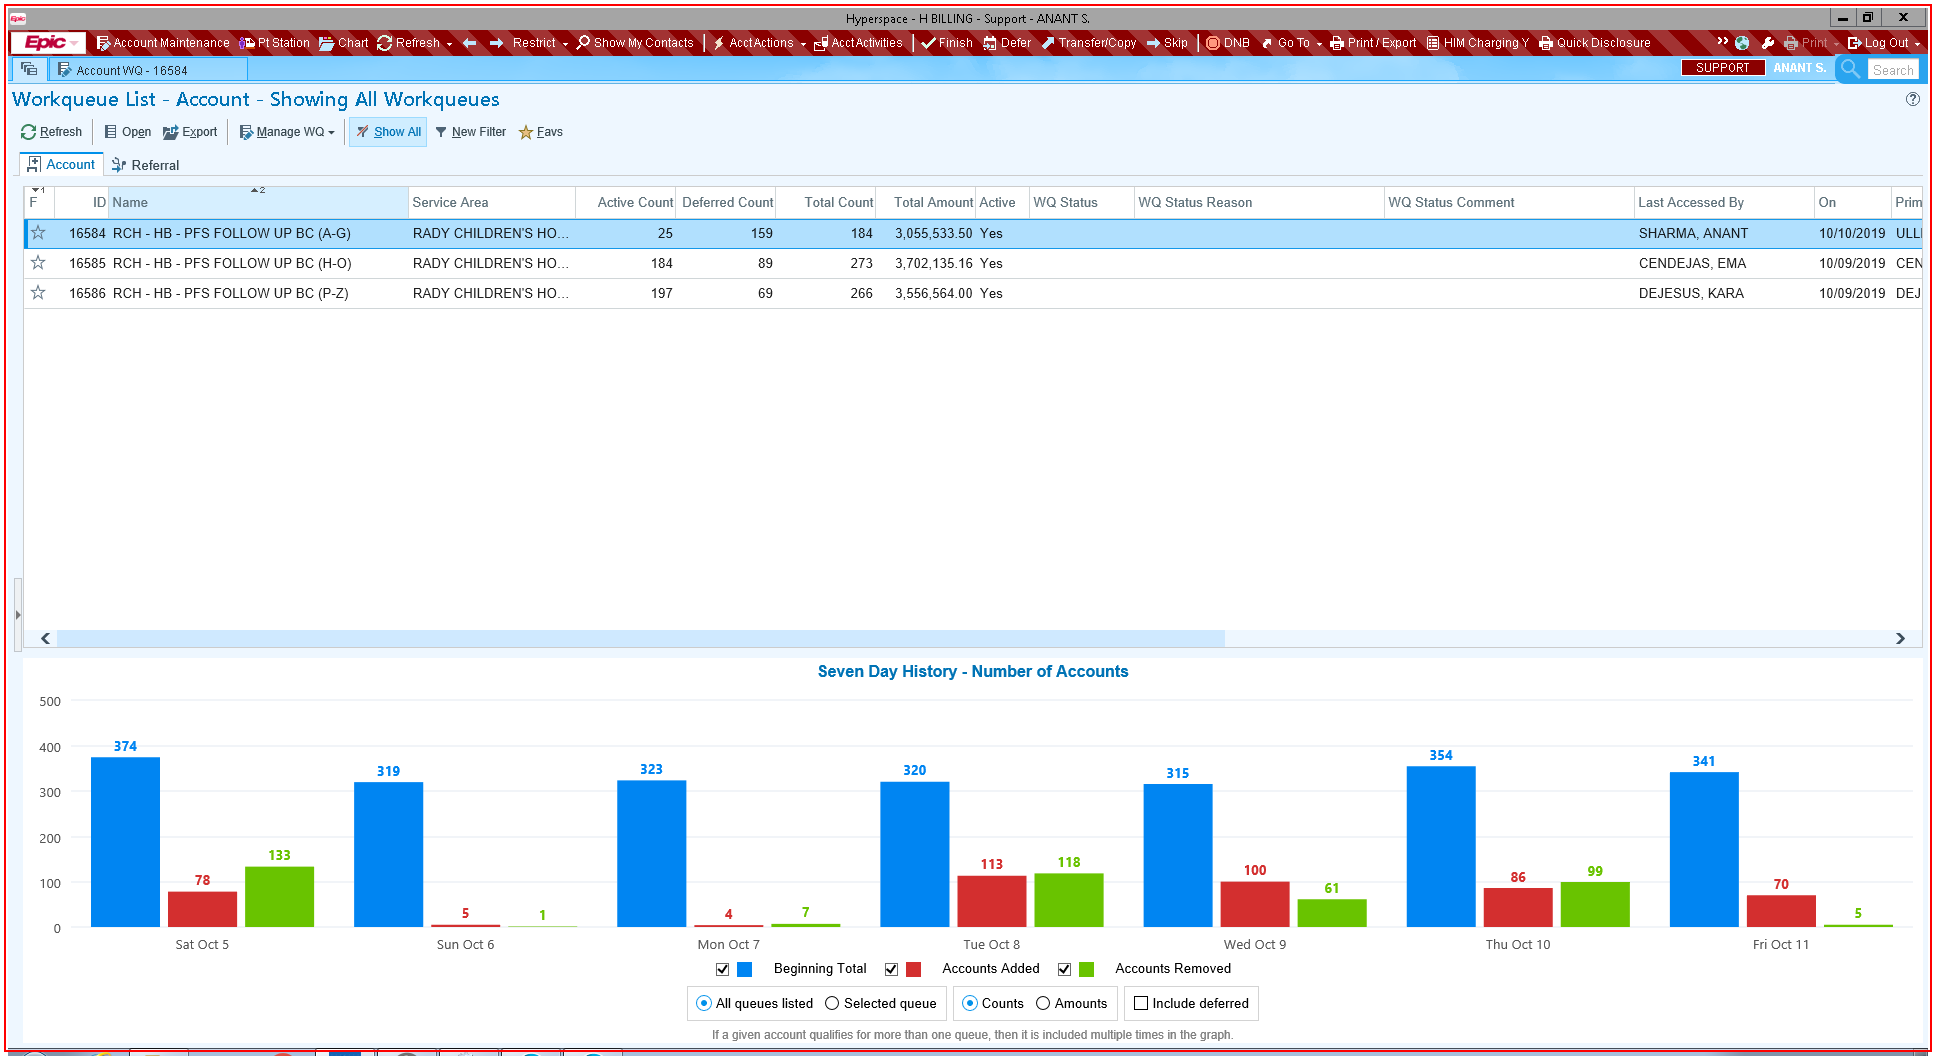 Epic
Hyperspace - H BILLING - Support - ANANT S.
Epic Account Maintenance Pt Station Chart Refresh Restrict Show My Contacts Acct Actions Acct Activities Finish Defer Transfer/Copy Skip DNB Go To Print / Export HIM Charging Y Quick Disclosure Print Log Out
Account WQ - 16584 SUPPORT ANANT S. Search
Workqueue List - Account - Showing All Workqueues
Refresh Open Export Manage WQ Show All New Filter Favs
Account Referral
1 2
F ID Name Service Area Active Count Deferred Count Total Count Total Amount Active WQ Status WQ Status Reason WQ Status Comment Last Accessed By On Prim
16584 RCH - HB - PFS FOLLOW UP BC (A-G) RADY CHILDREN'S HO... 25 159 184 3,055,533.50 Yes SHARMA, ANANT 10/10/2019 ULL
16585 RCH - HB - PFS FOLLOW UP BC (H-O) RADY CHILDREN'S HO... 184 89 273 3,702,135.16 Yes CENDEJAS, EMA 10/09/2019 CEN
16586 RCH - HB - PFS FOLLOW UP BC (P-Z) RADY CHILDREN'S HO... 197 69 266 3,556,564.00 Yes DEJESUS, KARA 10/09/2019 DEJ
Seven Day History - Number of Accounts
500
400
300
200
100
0
374 78 133
319 5 1
323 4 7
320 113 118
315 100 61
354 86 99
341 70 5
Sat Oct 5 Sun Oct 6 Mon Oct 7 Tue Oct 8 Wed Oct 9 Thu Oct 10 Fri Oct 11
Beginning Total Accounts Added Accounts Removed
All queues listed Selected queue Counts Amounts Include deferred
If a given account qualifies for more than one queue, then it is included multiple times in the graph.